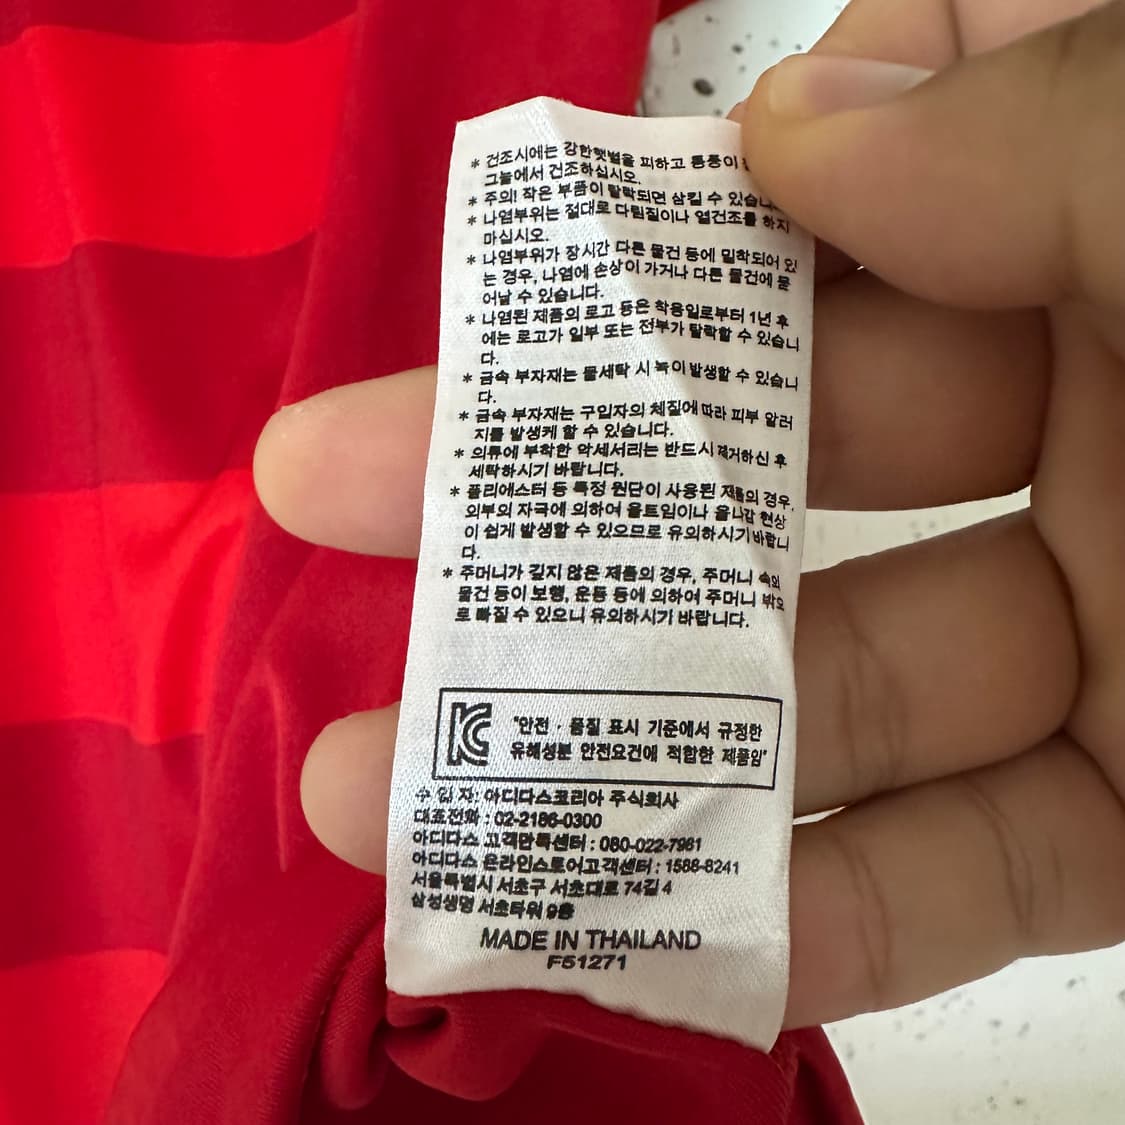 * 건조시에는 강한햇볕을 피하고 통풍이
그늘에서 건조하십시오.
* 주의! 작은 부품이 탈락되면 삼킬 수 있습니
* 나염부위는 절대로 다림질이나 열건조를 하지
마십시오.
* 나염부위가 장시간 다른 물건 등에 밀착되어 있
는 경우, 나염에 손상이 가거나 다른 물건에 묻
어날 수 있습니다.
* 나염된 제품의 로고 등은 착용일로부터 1년 후
에는 로고가 일부 또는 전부가 탈락할 수 있습니
다.
* 금속 부자재는 물세탁 시 녹이 발생할 수 있습니
다.
* 금속 부자재는 구입자의 체질에 따라 피부 알러
지를 발생케 할 수 있습니다.
* 의류에 부착한 악세서리는 반드시 제거하신 후
세탁하시기 바랍니다.
* 폴리에스터 등 특정 원단이 사용된 제품의 경우,
외부의 자극에 의하여 올트임이나 올나감 현상
이 쉽게 발생할 수 있으므로 유의하시기 바랍니
다.
* 주머니가 깊지 않은 제품의 경우, 주머니 속의
물건 등이 보행, 운동 등에 의하여 주머니 밖으
로 빠질 수 있으니 유의하시기 바랍니다.
"안전 · 품질 표시 기준에서 규정한
유해성분 안전요건에 적합한 제품임"
수 입 자: 아디다스코리아 주식회사
대표전화 : 02-2186-0300
아디다스 고객만족센터 : 080-022-7981
아디다스 온라인스토어고객센터 : 1588-8241
서울특별시 서초구 서초대로 74길 4
삼성생명 서초타워 9층
MADE IN THAILAND
F51271